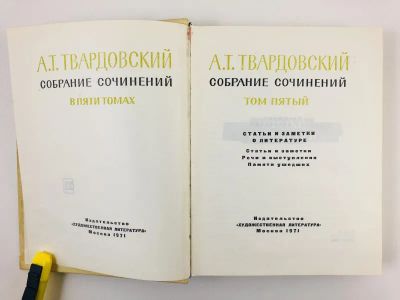 А.Т. ТВАРДОВСКИЙ
СОБРАНИЕ СОЧИНЕНИЙ
В ПЯТИ ТОМАХ
Издательство
«ХУДОЖЕСТВЕННАЯ ЛИТЕРАТУРА»
Москва 1971
А.Т. ТВАРДОВСКИЙ
СОБРАНИЕ СОЧИНЕНИЙ
ТОМ ПЯТЫЙ
СТАТЬИ И ЗАМЕТКИ
О ЛИТЕРАТУРЕ
Статьи и заметки
Речи и выступления
Памяти ушедших
Издательство
«ХУДОЖЕСТВЕННАЯ ЛИТЕРАТУРА»
Москва 1971